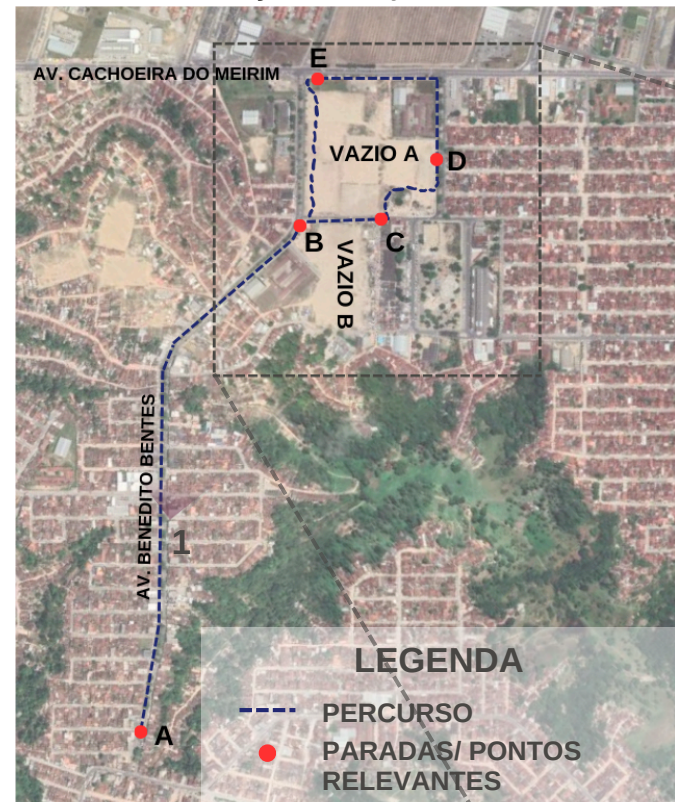 E
AV. CACHOEIRA DO MEIRIM
VAZIO A
D
B
C
VAZIO B
AV. BENEDITO BENTES
1
A
LEGENDA
PERCURSO
PARADAS/ PONTOS
RELEVANTES